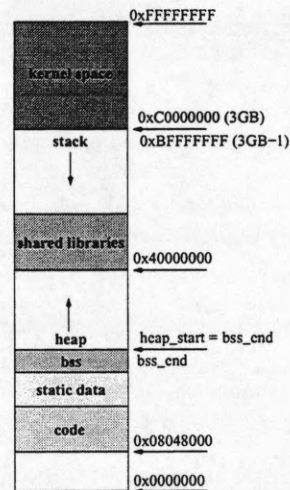 0xFFFFFFFF
kernel space
0xC0000000 (3GB)
stack
0xBFFFFFFF (3GB-1)
shared libraries
0x40000000
heap
heap_start = bss_end
bss
bss_end
static data
code
0x08048000
0x0000000